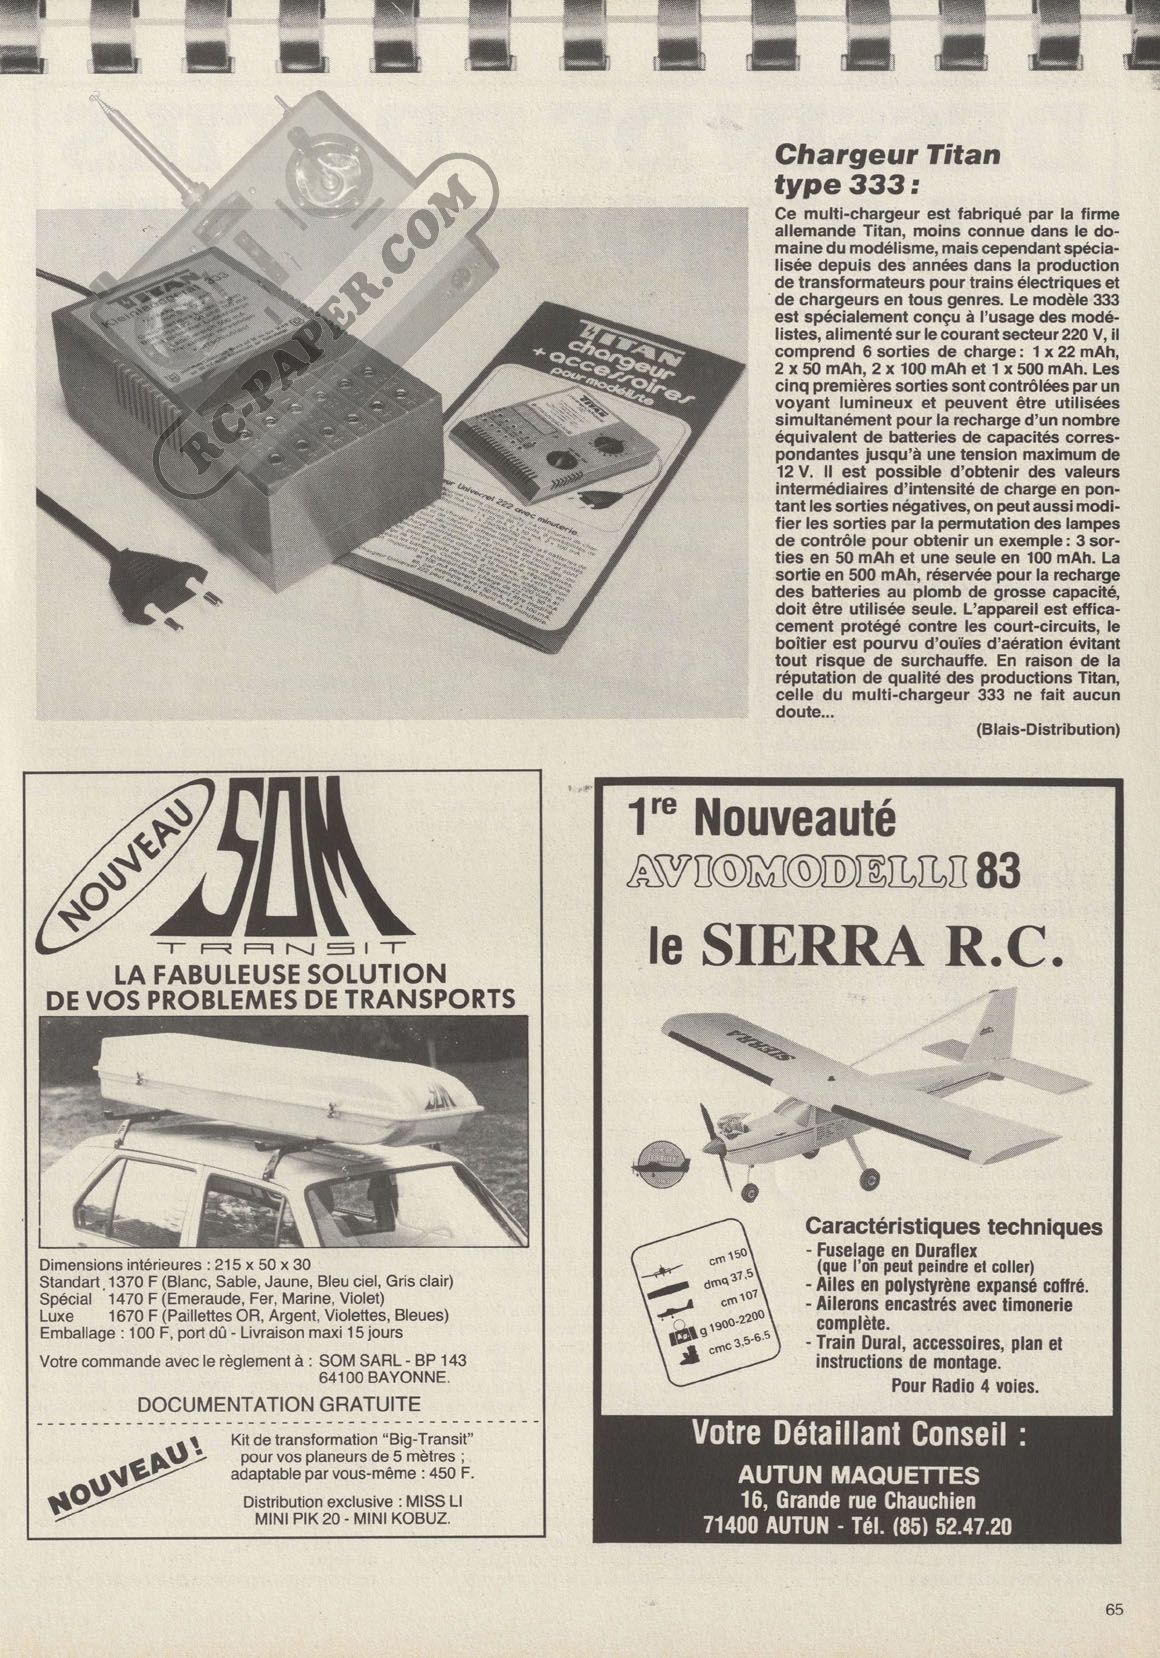 Chargeur Titan
type 333 :
Ce multi-chargeur est fabriqué par la firme
allemande Titan, moins connue dans le do-
maine du modélisme, mais cependant spécia-
lisée depuis des années dans la production
de transformateurs pour trains électriques et
de chargeurs en tous genres. Le modèle 333
est spécialement conçu à l'usage des modé-
listes, alimenté sur le courant secteur 220 V, il
comprend 6 sorties de charge : 1 x 22 mAh,
2 x 50 mAh, 2 x 100 mAh et 1 x 500 mAh. Les
cinq premières sorties sont contrôlées par un
voyant lumineux et peuvent être utilisées
simultanément pour la recharge d'un nombre
équivalent de batteries de capacités corres-
pondantes jusqu'à une tension maximum de
12 V. Il est possible d'obtenir des valeurs
intermédiaires d'intensité de charge en pon-
tant les sorties négatives, on peut aussi modi-
fier les sorties par la permutation des lampes
de contrôle pour obtenir un exemple : 3 sor-
ties en 50 mAh et une seule en 100 mAh. La
sortie en 500 mAh, réservée pour la recharge
des batteries au plomb de grosse capacité,
doit être utilisée seule. L'appareil est effica-
cement protégé contre les court-circuits, le
boîtier est pourvu d'ouïes d'aération évitant
tout risque de surchauffe. En raison de la
réputation de qualité des productions Titan,
celle du multi-chargeur 333 ne fait aucun
doute...
(Blais-Distribution)
RC-PAPER.COM
TITAN
Kleinladegerät 333
TITAN
chargeur
+ accessoires
pour modéliste
222 avec minuterie.
NOUVEAU
SOM
TRANSIT
LA FABULEUSE SOLUTION
DE VOS PROBLEMES DE TRANSPORTS
SOM
Dimensions intérieures : 215 x 50 x 30
Standart 1370 F (Blanc, Sable, Jaune, Bleu ciel, Gris clair)
Spécial 1470 F (Emeraude, Fer, Marine, Violet)
Luxe 1670 F (Paillettes OR, Argent, Violettes, Bleues)
Emballage : 100 F, port dû - Livraison maxi 15 jours
Votre commande avec le règlement à : SOM SARL - BP 143
64100 BAYONNE.
DOCUMENTATION GRATUITE
NOUVEAU !
Kit de transformation "Big-Transit"
pour vos planeurs de 5 mètres ;
adaptable par vous-même : 450 F.
Distribution exclusive : MISS LI
MINI PIK 20 - MINI KOBUZ.
1re Nouveauté
AVIOMODELLI 83
le SIERRA R.C.
SIERRA
cm 150
dmq 37,5
cm 107
g 1900-2200
cmc 3,5-6.5
Caractéristiques techniques
- Fuselage en Duraflex
(que l'on peut peindre et coller)
- Ailes en polystyrène expansé coffré.
- Ailerons encastrés avec timonerie
complète.
- Train Dural, accessoires, plan et
instructions de montage.
Pour Radio 4 voies.
Votre Détaillant Conseil :
AUTUN MAQUETTES
16, Grande rue Chauchien
71400 AUTUN - Tél. (85) 52.47.20
65